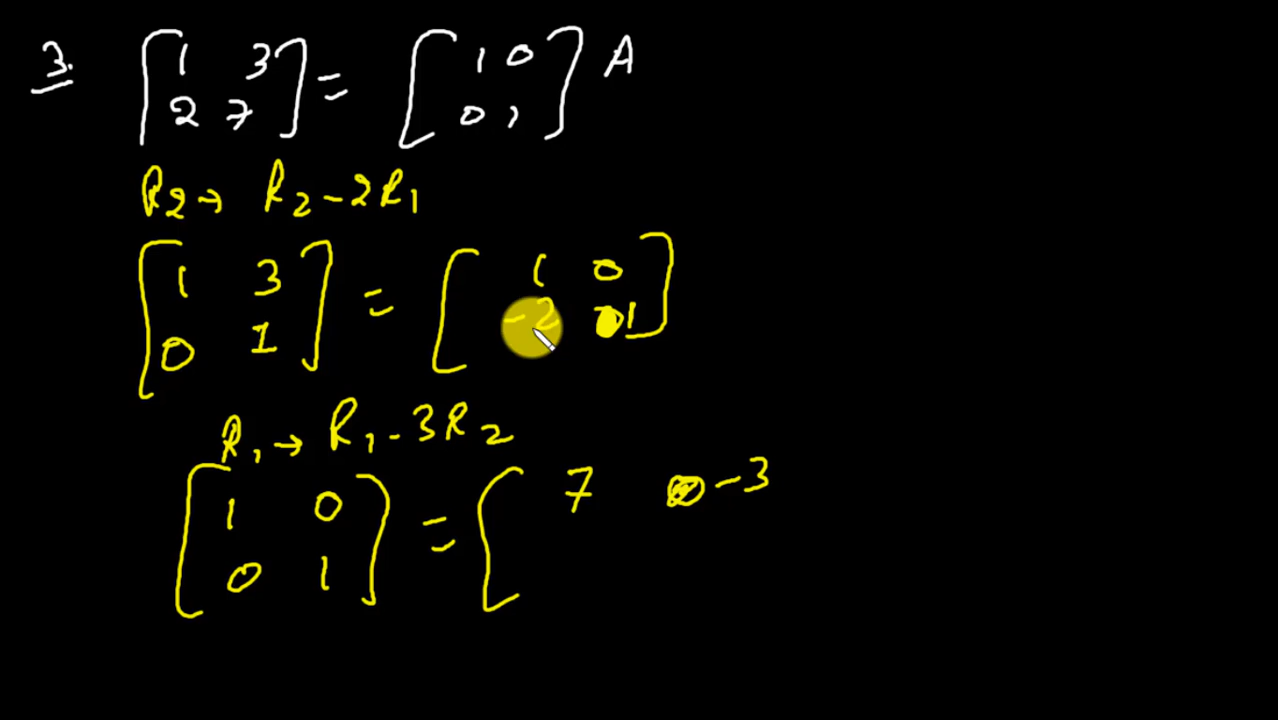 3. [1 3 = [1 0] A
2 7] 0 1
R2→ R2-2R1
[1 3] = [1 0]
0 1 -2 1
R1→R1-3R2
[1 0] = [7 -3
0 1]